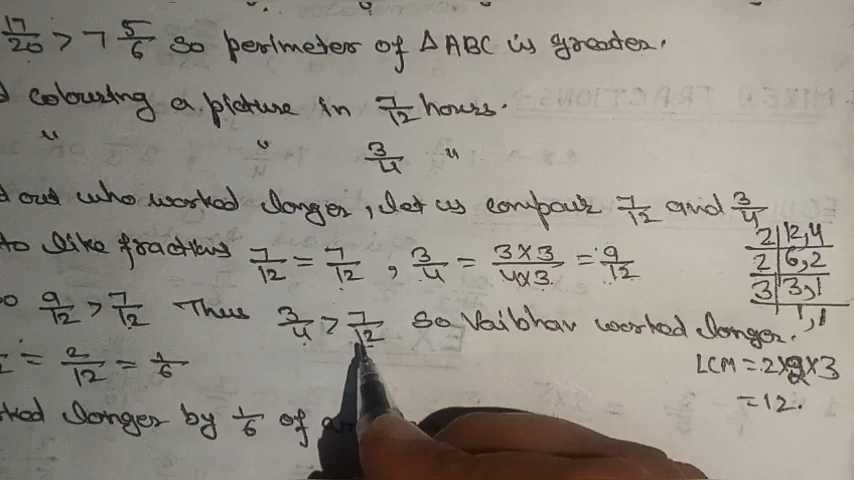 17/20 > 7 5/6 so perimeter of ΔABC is greater.
colouring a picture in 7/12 hours.
" " 3/4 "
out who worked longer, let us compair 7/12 and 3/4
to like fractions 7/12 = 7/12 , 3/4 = 3×3/4×3 = 9/12
2 | 12,4
2 | 6,2
3 | 3,1
1,1
9/12 > 7/12 Thus 3/4 > 7/12 So Vaibhav worked longer.
= 2/12 = 1/6
LCM = 2×2×3
= 12.
longer by 1/6 of